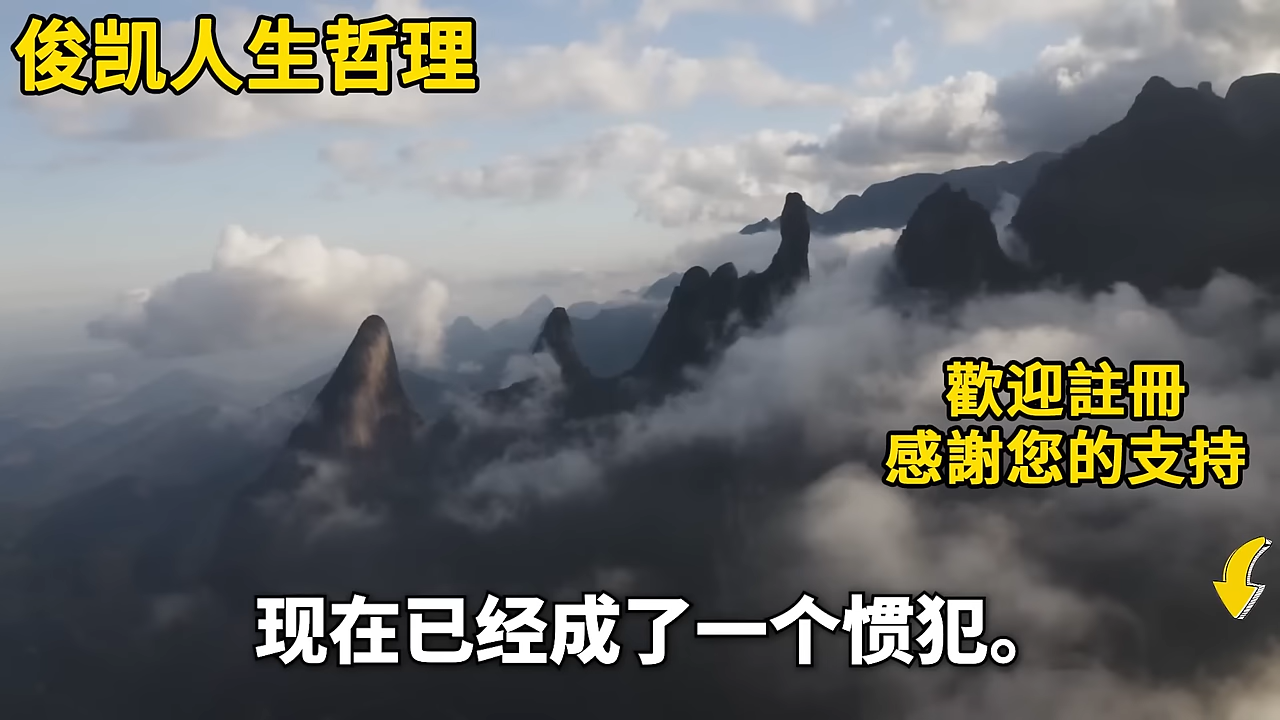 俊凯人生哲理
歡迎註冊
感謝您的支持
现在已经成了一个惯犯。